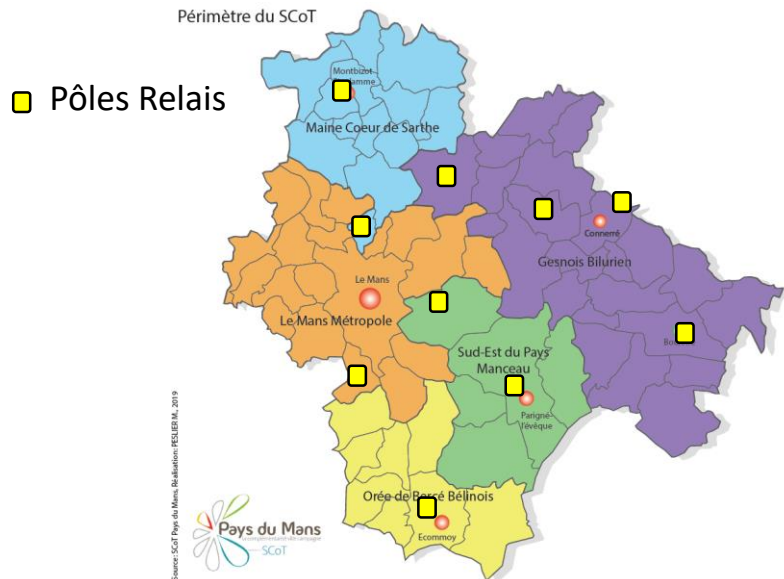 Périmètre du SCoT
Pôles Relais
Montbizot
Maine Coeur de Sarthe
Connerré
Gesnois Bilurien
Le Mans
Le Mans Métropole
Sud-Est du Pays
Manceau
Parigné
l'évèque
Orée de Bercé Bélinois
Ecommoy
Pays du Mans
SCoT
Source: SCoT Pays du Mans. Réalisation: PESLIER M., 2019